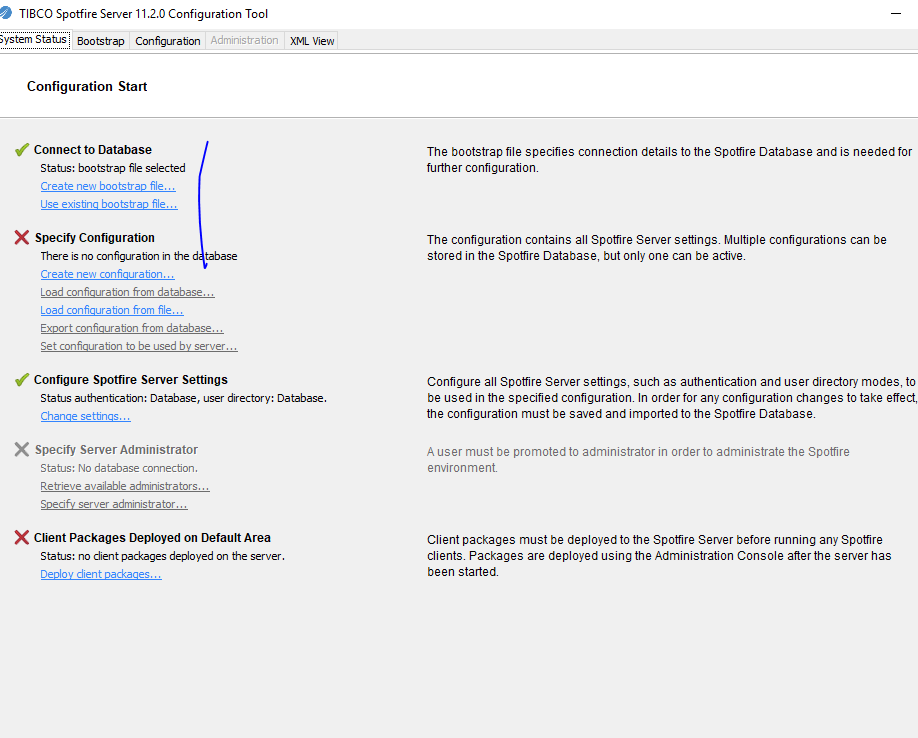 TIBCO Spotfire Server 11.2.0 Configuration Tool
System Status Bootstrap Configuration Administration XML View
Configuration Start
Connect to Database
Status: bootstrap file selected
Create new bootstrap file...
Use existing bootstrap file...
The bootstrap file specifies connection details to the Spotfire Database and is needed for
further configuration.
Specify Configuration
There is no configuration in the database
Create new configuration...
Load configuration from database...
Load configuration from file...
Export configuration from database...
Set configuration to be used by server...
The configuration contains all Spotfire Server settings. Multiple configurations can be
stored in the Spotfire Database, but only one can be active.
Configure Spotfire Server Settings
Status authentication: Database, user directory: Database.
Change settings...
Configure all Spotfire Server settings, such as authentication and user directory modes, to
be used in the specified configuration. In order for any configuration changes to take effect,
the configuration must be saved and imported to the Spotfire Database.
Specify Server Administrator
Status: No database connection.
Retrieve available administrators...
Specify server administrator...
A user must be promoted to administrator in order to administrate the Spotfire
environment.
Client Packages Deployed on Default Area
Status: no client packages deployed on the server.
Deploy client packages...
Client packages must be deployed to the Spotfire Server before running any Spotfire
clients. Packages are deployed using the Administration Console after the server has
been started.